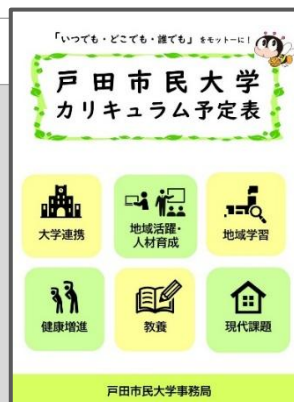 「いつでも・どこでも・誰でも」をモットーに!
戸田市民大学
カリキュラム予定表
大学連携
地域活躍・
人材育成
地域学習
健康増進
教養
現代課題
戸田市民大学事務局